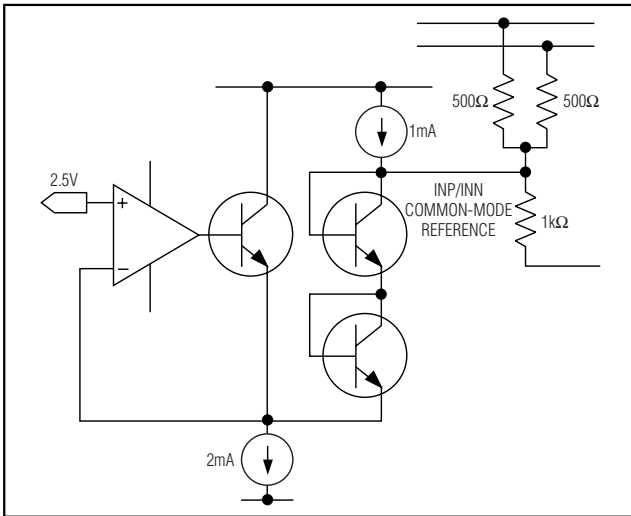 500Ω
500Ω
1mA
2.5V
INP/INN
COMMON-MODE
REFERENCE
1kΩ
+
−
2mA